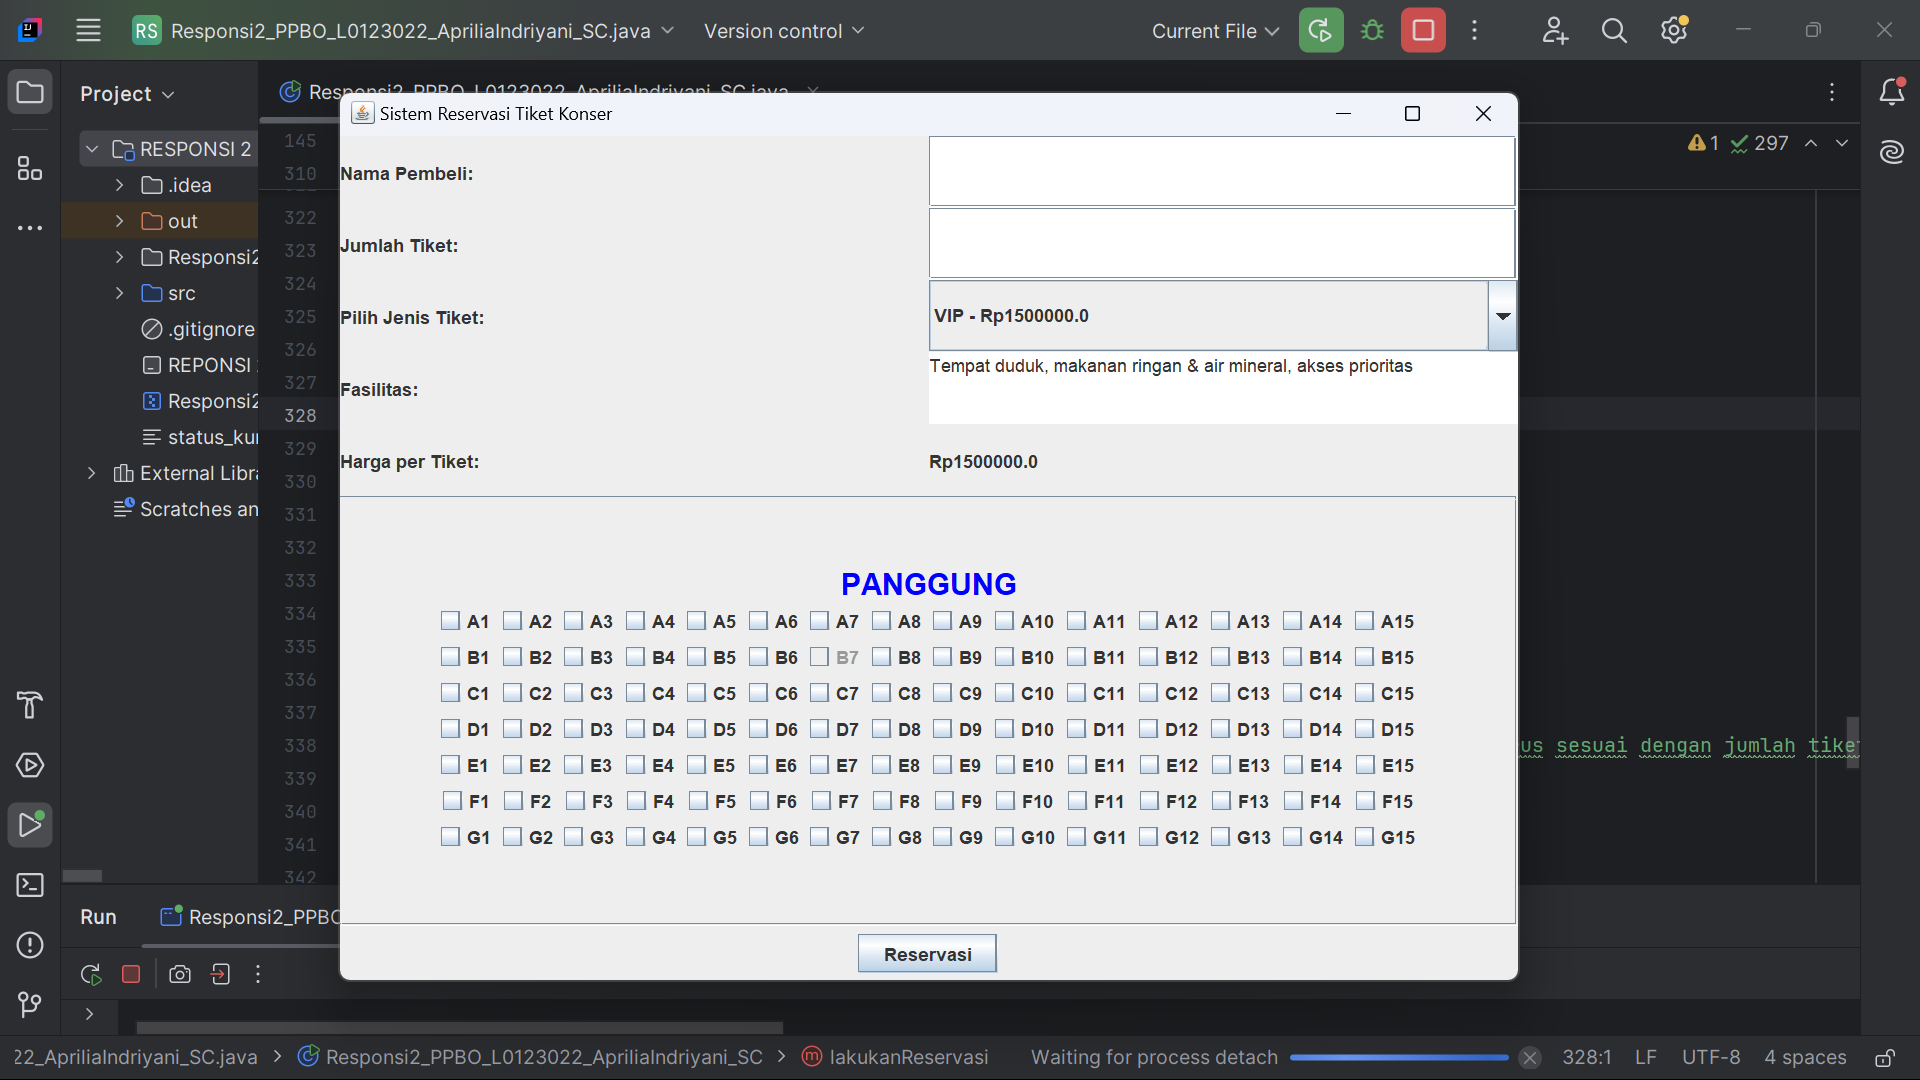 RS Responsi2_PPBO_L0123022_ApriliaIndriyani_SC.java Version control Current File
Project
Responsi2_PPBO_L0123022_ApriliaIndriyani_SC.java
Sistem Reservasi Tiket Konser
RESPONSI 2
.idea
out
Responsi2
src
.gitignore
REPONSI
Responsi2
External Libra
Scratches an
145
310
322
323
324
325
326
327
328
329
330
331
332
333
334
335
336
337
338
339
340
341
342
1 297
Nama Pembeli:
Jumlah Tiket:
Pilih Jenis Tiket: VIP - Rp1500000.0
Fasilitas: Tempat duduk, makanan ringan & air mineral, akses prioritas
Harga per Tiket: Rp1500000.0
PANGGUNG
A1 A2 A3 A4 A5 A6 A7 A8 A9 A10 A11 A12 A13 A14 A15
B1 B2 B3 B4 B5 B6 B7 B8 B9 B10 B11 B12 B13 B14 B15
C1 C2 C3 C4 C5 C6 C7 C8 C9 C10 C11 C12 C13 C14 C15
D1 D2 D3 D4 D5 D6 D7 D8 D9 D10 D11 D12 D13 D14 D15
E1 E2 E3 E4 E5 E6 E7 E8 E9 E10 E11 E12 E13 E14 E15
F1 F2 F3 F4 F5 F6 F7 F8 F9 F10 F11 F12 F13 F14 F15
G1 G2 G3 G4 G5 G6 G7 G8 G9 G10 G11 G12 G13 G14 G15
Reservasi
us sesuai dengan jumlah tike
Run Responsi2_PPBO
22_ApriliaIndriyani_SC.java Responsi2_PPBO_L0123022_ApriliaIndriyani_SC lakukanReservasi Waiting for process detach 328:1 LF UTF-8 4 spaces